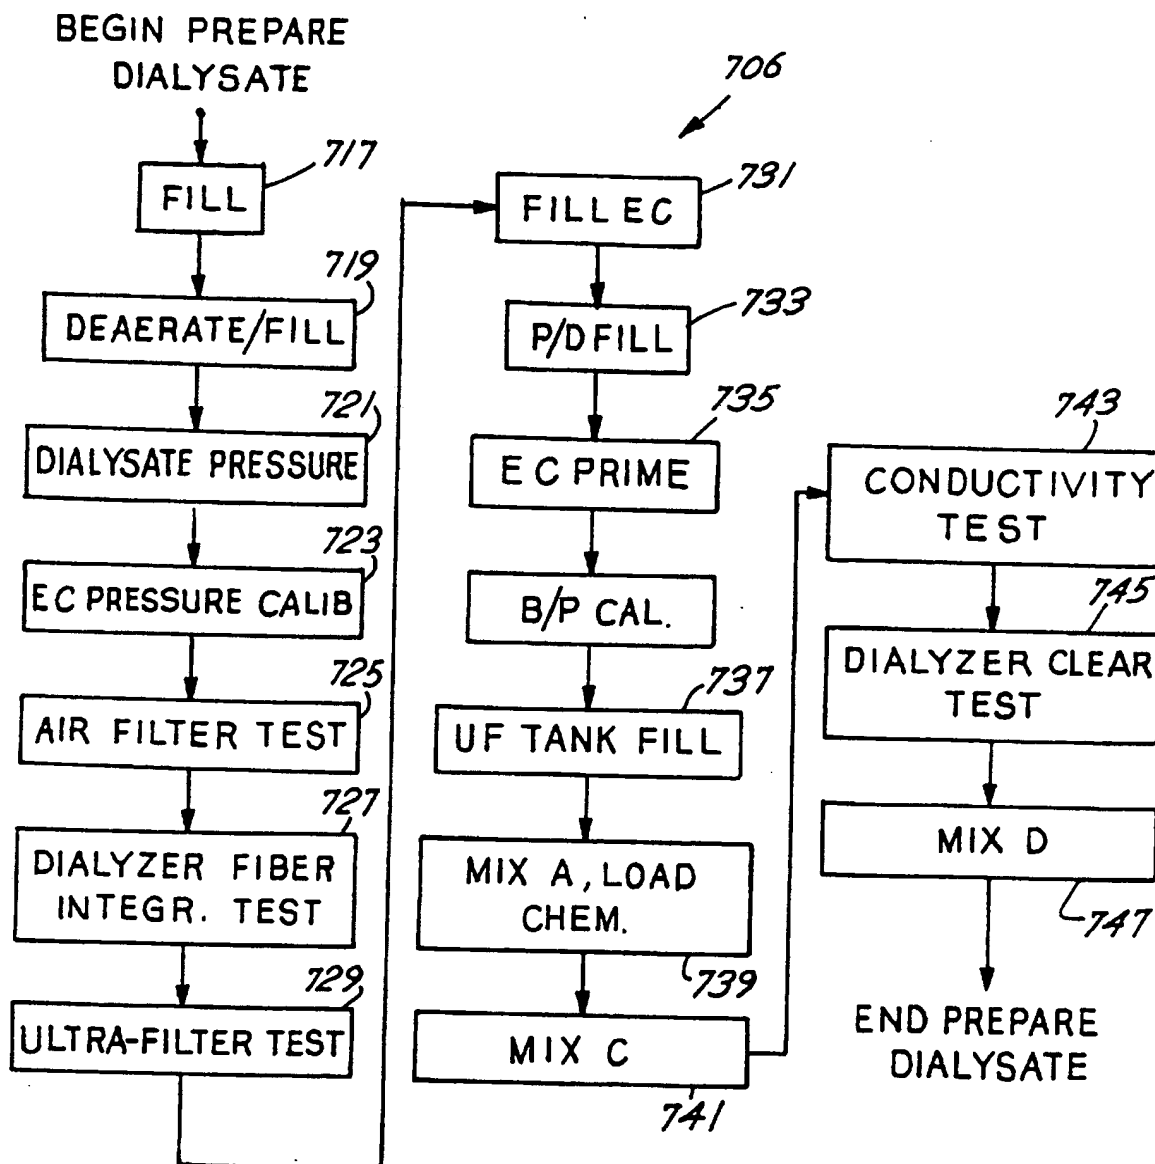 BEGIN PREPARE
DIALYSATE
717
FILL
719
DEAERATE/FILL
721
DIALYSATE PRESSURE
723
EC PRESSURE CALIB
725
AIR FILTER TEST
727
DIALYZER FIBER
INTEGR. TEST
729
ULTRA-FILTER TEST
706
731
FILL EC
733
P/D FILL
735
EC PRIME
B/P CAL.
737
UF TANK FILL
MIX A, LOAD
CHEM.
739
MIX C
741
743
CONDUCTIVITY
TEST
745
DIALYZER CLEAR
TEST
MIX D
747
END PREPARE
DIALYSATE